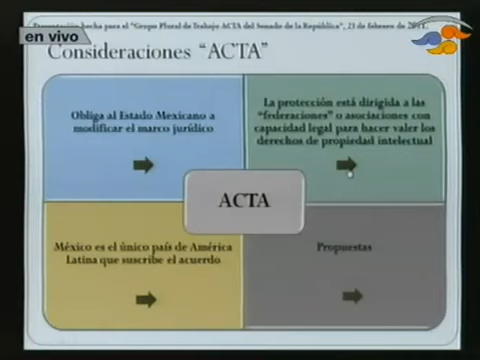 Presentación hecha para el "Grupo Plural de Trabajo ACTA del Senado de la República", 23 de febrero de 2011.
en vivo
Consideraciones "ACTA"
Obliga al Estado Mexicano a
modificar el marco jurídico
La protección está dirigida a las
"federaciones" o asociaciones con
capacidad legal para hacer valer los
derechos de propiedad intelectual
ACTA
México es el único país de América
Latina que suscribe el acuerdo
Propuestas